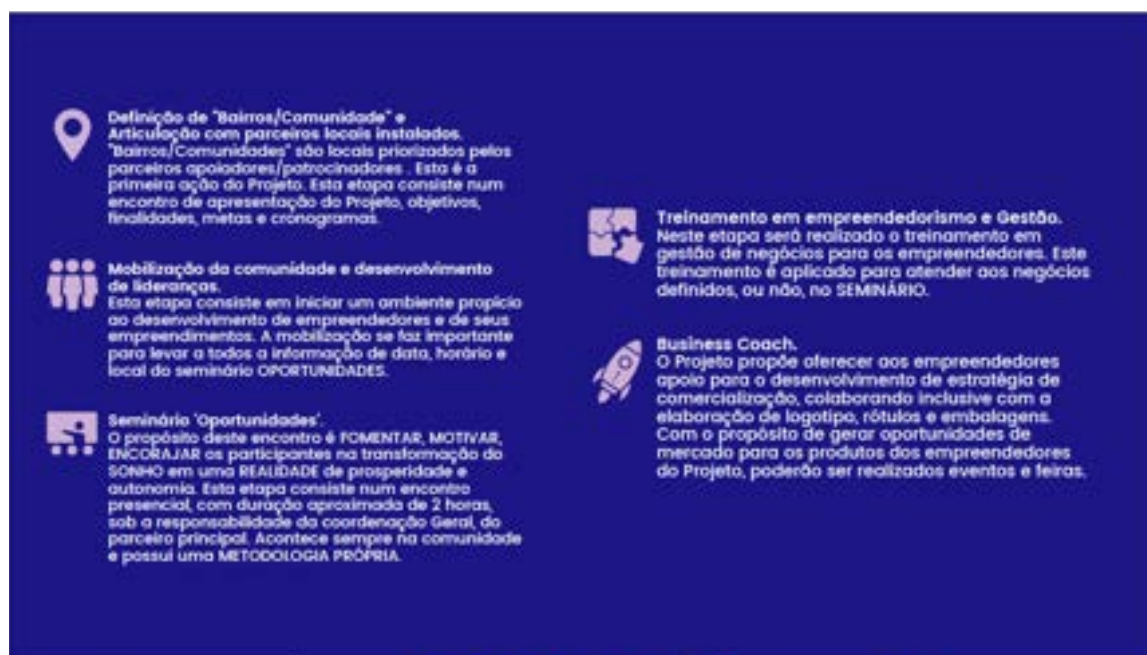 Definição de "Bairros/Comunidade" e
Articulação com parceiros locais instalados.
"Bairros/Comunidades" são locais priorizados pelos
parceiros apoiadores/patrocinadores . Esta é a
primeira ação do Projeto. Esta etapa consiste num
encontro de apresentação do Projeto, objetivos,
finalidades, metas e cronogramas.
Mobilização da comunidade e desenvolvimento
de lideranças.
Esta etapa consiste em iniciar um ambiente propício
ao desenvolvimento de empreendedores e de seus
empreendimentos. A mobilização se faz importante
para levar a todos a informação de data, horário e
local do seminário OPORTUNIDADES.
Seminário 'Oportunidades'.
O propósito deste encontro é FOMENTAR, MOTIVAR,
ENCORAJAR os participantes na transformação do
SONHO em uma REALIDADE de prosperidade e
autonomia. Esta etapa consiste num encontro
presencial, com duração aproximada de 2 horas,
sob a responsabilidade da coordenação Geral, do
parceiro principal. Acontece sempre na comunidade
e possui uma METODOLOGIA PRÓPRIA.
Treinamento em empreendedorismo e Gestão.
Neste etapa será realizado o treinamento em
gestão de negócios para os empreendedores. Este
treinamento é aplicado para atender aos negócios
definidos, ou não, no SEMINÁRIO.
Business Coach.
O Projeto propõe oferecer aos empreendedores
apoio para o desenvolvimento de estratégia de
comercialização, colaborando inclusive com a
elaboração de logotipo, rótulos e embalagens.
Com o propósito de gerar oportunidades de
mercado para os produtos dos empreendedores
do Projeto, poderão ser realizados eventos e feiras.